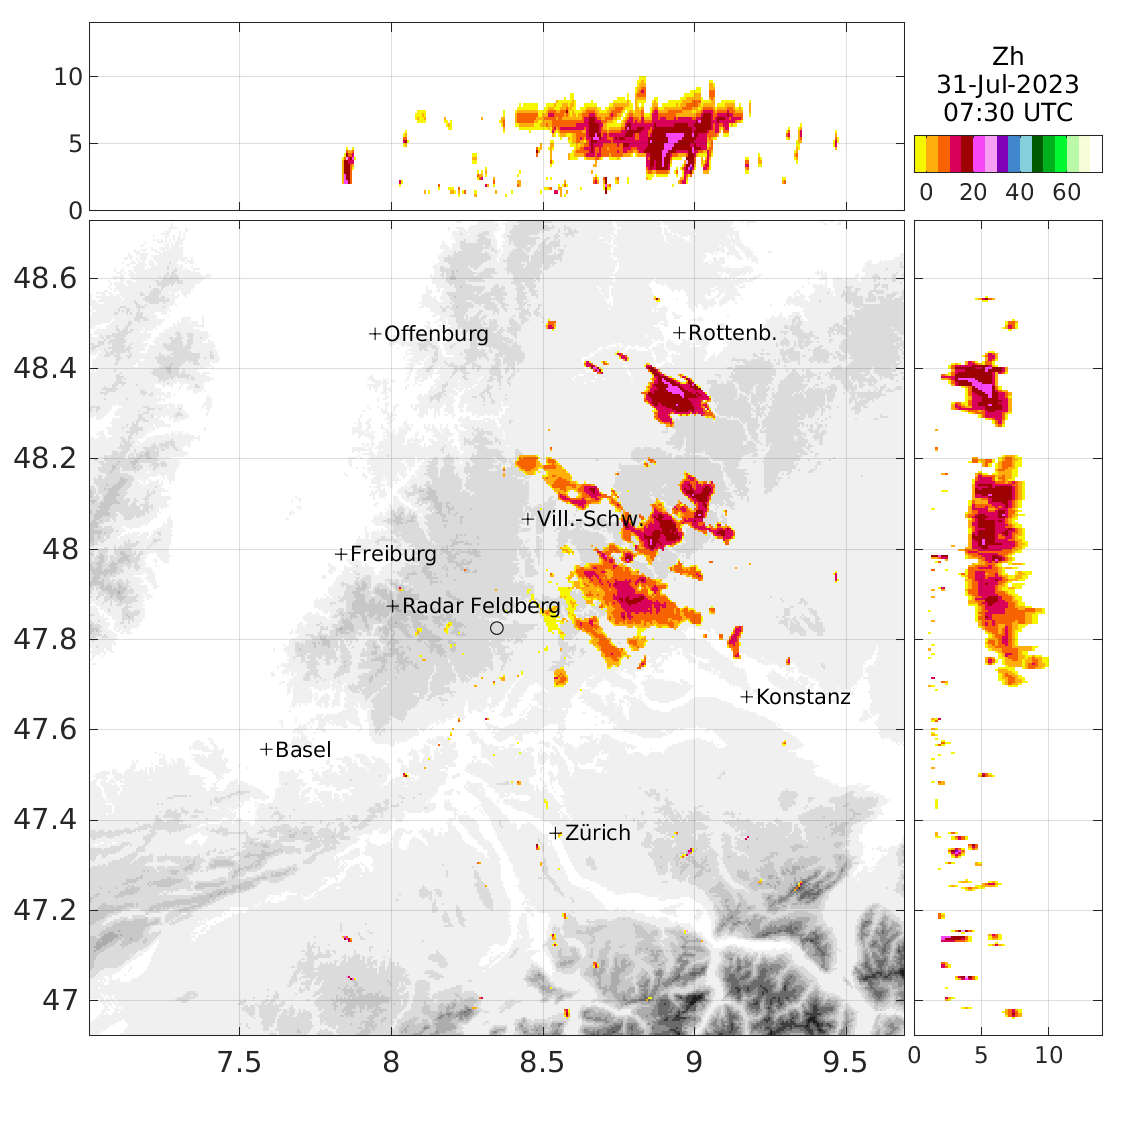 10
5
0
Zh
31-Jul-2023
07:30 UTC
0 20 40 60
48.6
48.4
48.2
48
47.8
47.6
47.4
47.2
47
Offenburg
Rottenb.
Vill.-Schw.
Freiburg
Radar Feldberg
Konstanz
Basel
Zürich
7.5 8 8.5 9 9.5
0 5 10